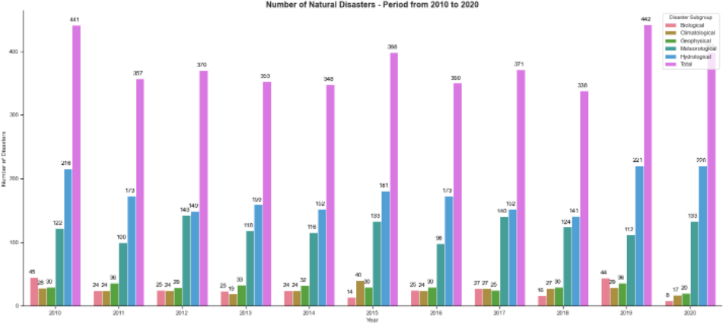 Number of Natural Disasters - Period from 2010 to 2020
Disaster Subgroup
Biological
Climatological
Geophysical
Meteorological
Hydrological
Total
Number of Disasters
400
300
200
100
0
45 28 30 122 216 441
24 24 36 100 173 357
25 24 28 143 149 370
23 19 33 118 159 353
24 24 32 116 152 348
14 40 30 133 181 398
25 24 30 98 173 350
27 27 25 140 152 371
16 27 30 124 141 338
44 29 36 112 221 442
8 17 20 133 220
2010 2011 2012 2013 2014 2015 2016 2017 2018 2019 2020
Year